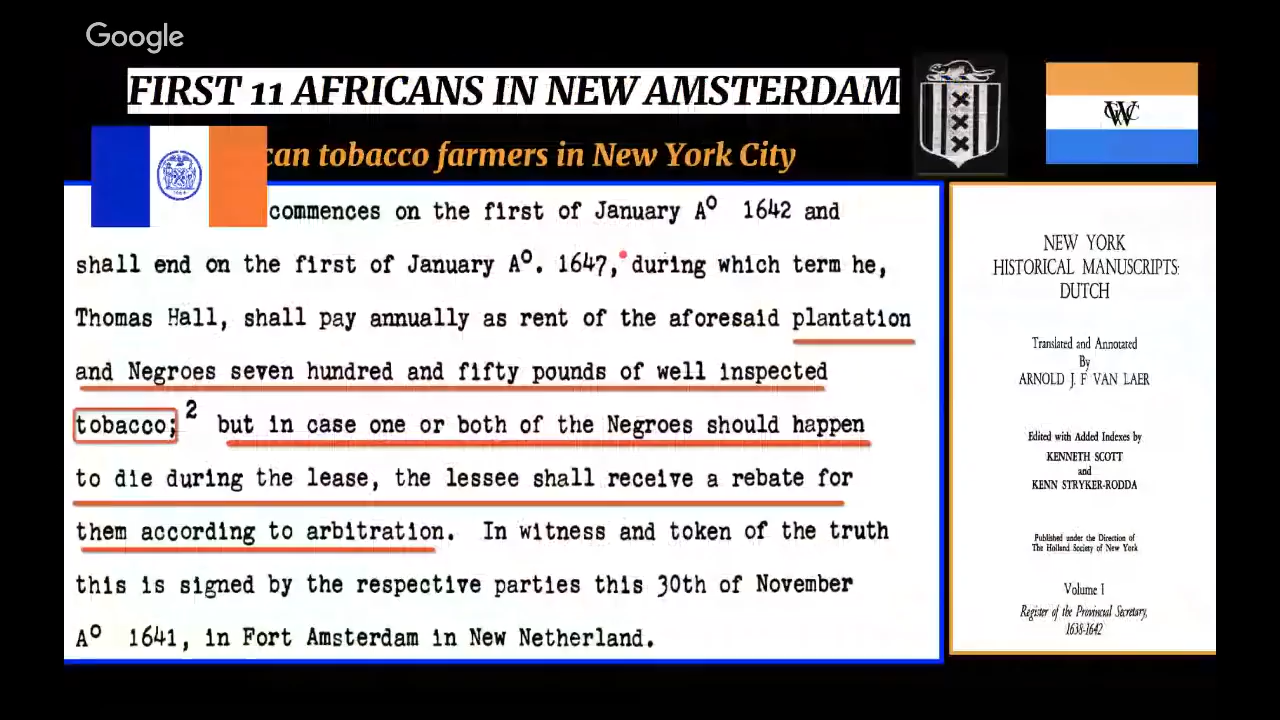 Google
FIRST 11 AFRICANS IN NEW AMSTERDAM
can tobacco farmers in New York City
commences on the first of January Aº 1642 and
shall end on the first of January Aº. 1647, during which term he,
Thomas Hall, shall pay annually as rent of the aforesaid plantation
and Negroes seven hundred and fifty pounds of well inspected
tobacco;² but in case one or both of the Negroes should happen
to die during the lease, the lessee shall receive a rebate for
them according to arbitration. In witness and token of the truth
this is signed by the respective parties this 30th of November
Aº 1641, in Fort Amsterdam in New Netherland.
NEW YORK
HISTORICAL MANUSCRIPTS:
DUTCH
Translated and Annotated
By
ARNOLD J. F VAN LAER
Edited with Added Indexes by
KENNETH SCOTT
and
KENN STRYKER-RODDA
Published under the Direction of
The Holland Society of New York
Volume I
Register of the Provincial Secretary,
1638-1642